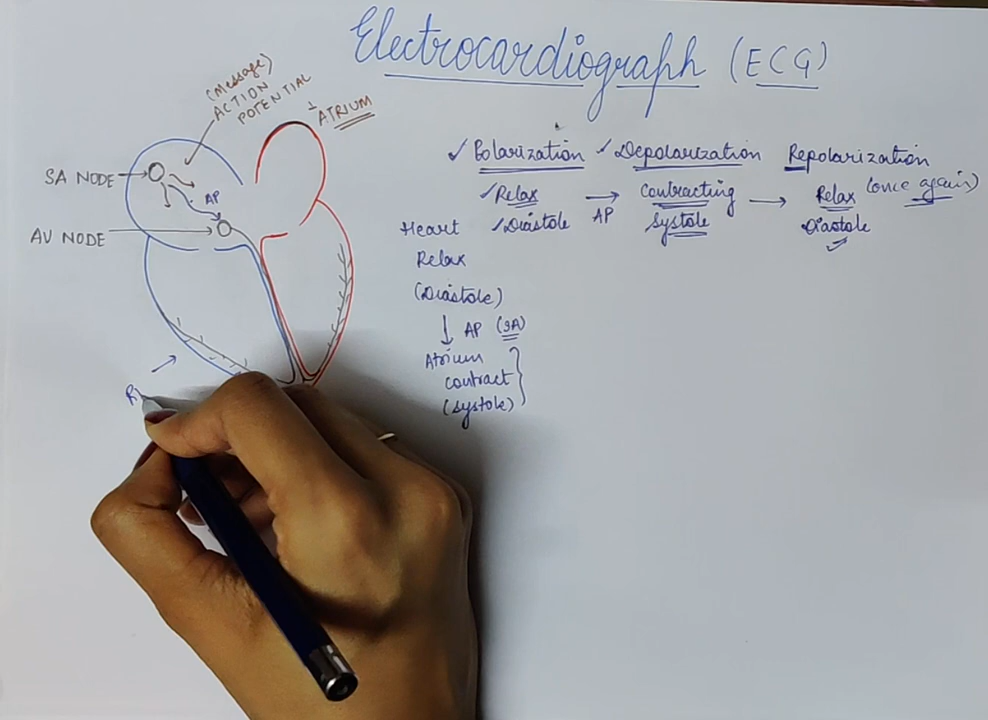 Electrocardiograph (ECG)
(Message)
ACTION
POTENTIAL
ATRIUM
SA NODE
AP
AV NODE
✓ Polarization ✓ Depolarization Repolarization
✓ Relax → Contracting → Relax (once again)
✓ Diastole AP Systole Diastole ✓
Heart
Relax
(Diastole)
↓ AP (SA)
Atrium
contract
(systole)